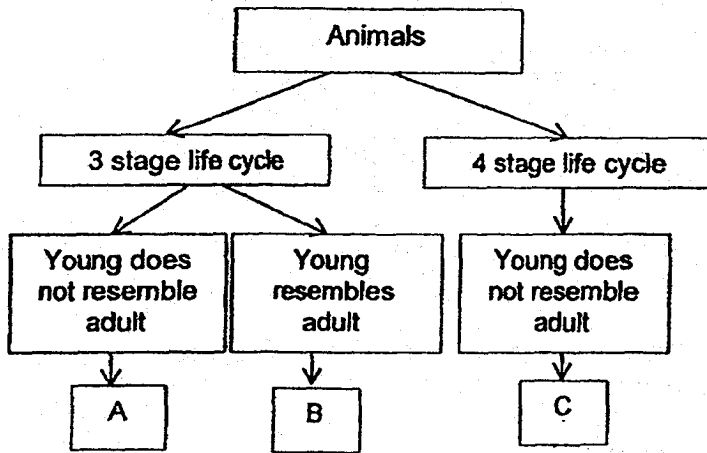 Animals
3 stage life cycle
4 stage life cycle
Young does
not resemble
adult
Young
resembles
adult
Young does
not resemble
adult
A
B
C